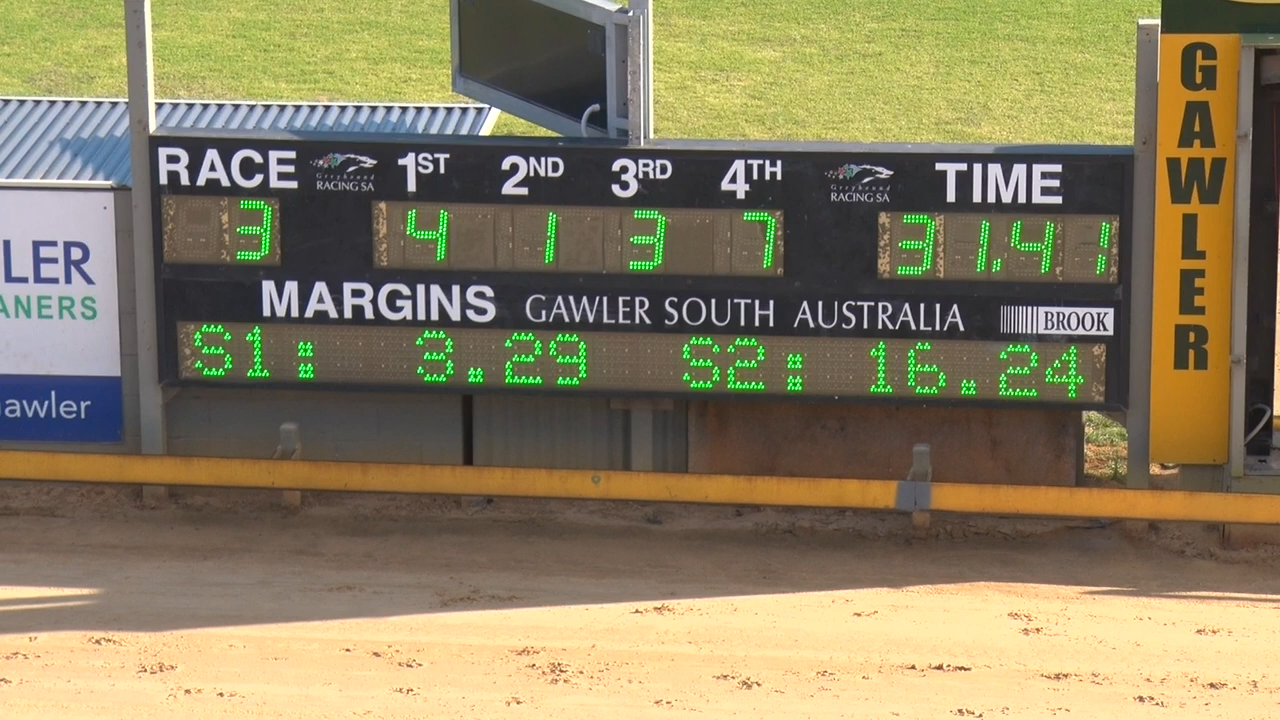 RACE Greyhound RACING SA 1ST 2ND 3RD 4TH Greyhound RACING SA TIME
3 4 1 3 7 31.41
MARGINS GAWLER SOUTH AUSTRALIA BROOK
S1: 3.29 S2: 16.24
LER
ANERS
awler
GAWLER